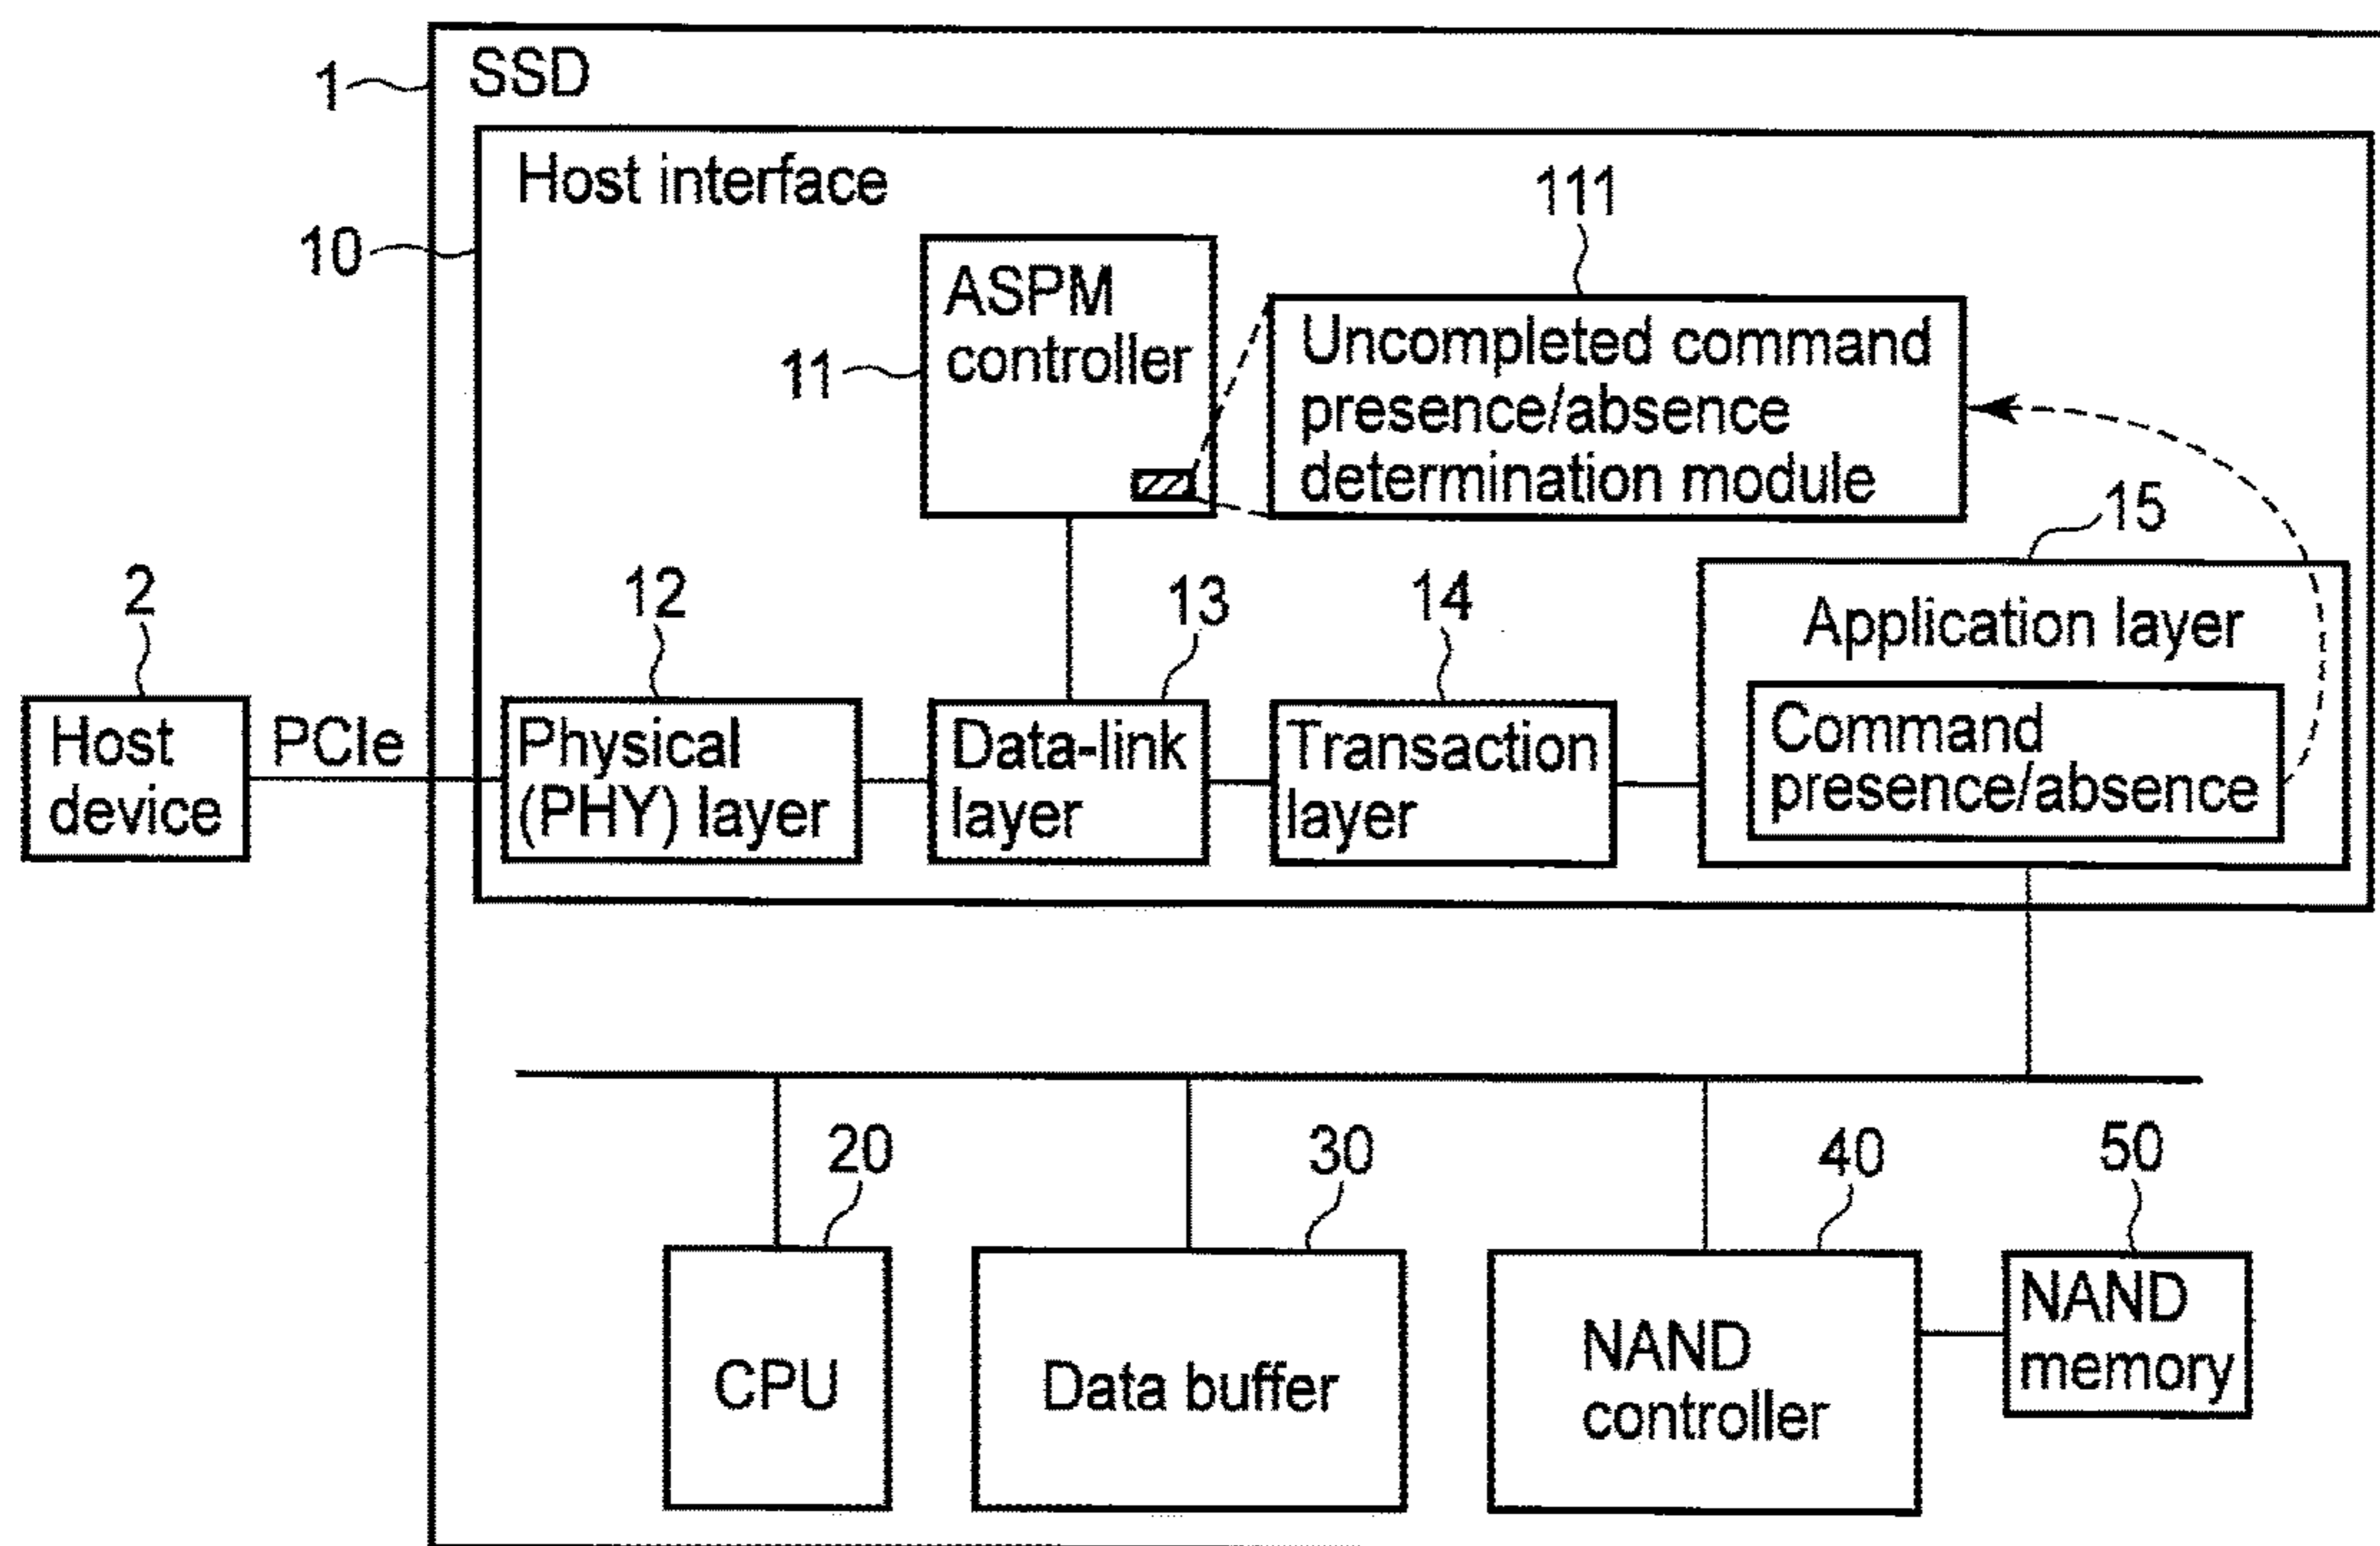 1
SSD
10
Host interface
11
ASPM
controller
111
Uncompleted command
presence/absence
determination module
2
Host
device
PCIe
12
Physical
(PHY) layer
13
Data-link
layer
14
Transaction
layer
15
Application layer
Command
presence/absence
20
CPU
30
Data buffer
40
NAND
controller
50
NAND
memory